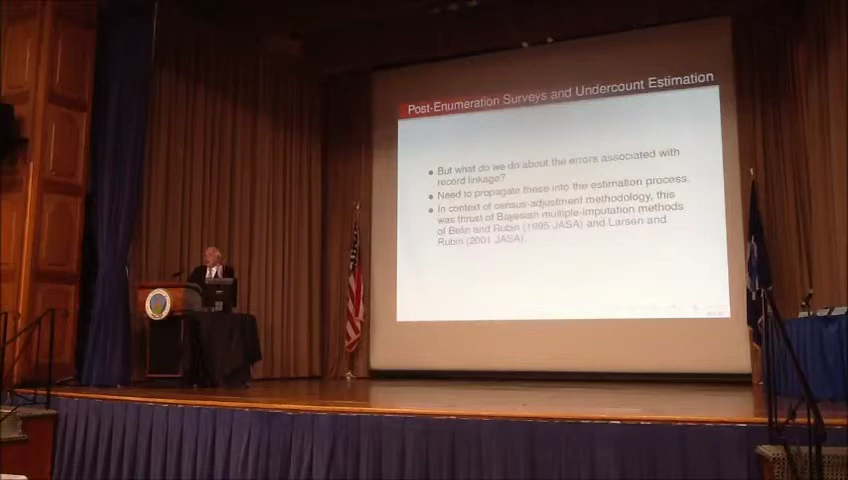 Post-Enumeration Surveys and Undercount Estimation
But what do we do about the errors associated with
record linkage?
Need to propagate these into the estimation process.
In context of census-adjustment methodology, this
was thrust of Bayesian multiple-imputation methods
of Belin and Rubin (1995 JASA) and Larsen and
Rubin (2001 JASA).